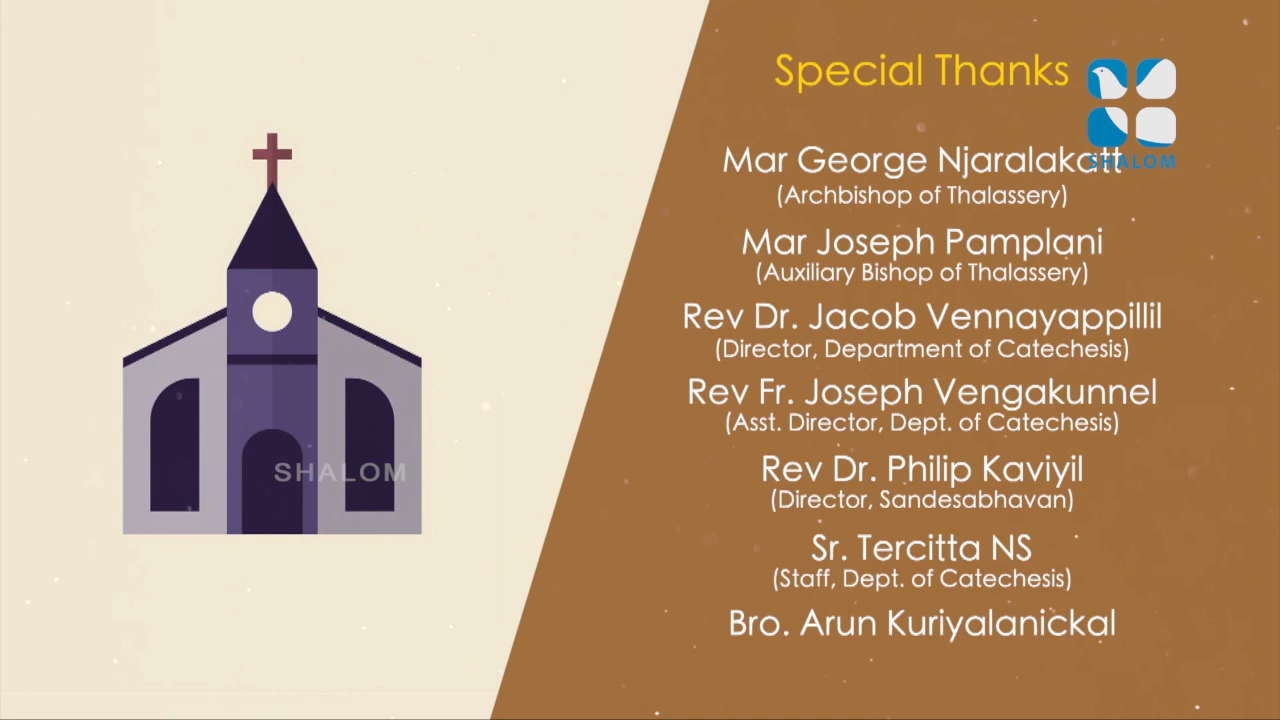 Special Thanks
SHALOM
Mar George Njaralakatt
(Archbishop of Thalassery)
Mar Joseph Pamplani
(Auxiliary Bishop of Thalassery)
Rev Dr. Jacob Vennayappillil
(Director, Department of Catechesis)
Rev Fr. Joseph Vengakunnel
(Asst. Director, Dept. of Catechesis)
Rev Dr. Philip Kaviyil
(Director, Sandesabhavan)
Sr. Tercitta NS
(Staff, Dept. of Catechesis)
Bro. Arun Kuriyalanickal
SHALOM